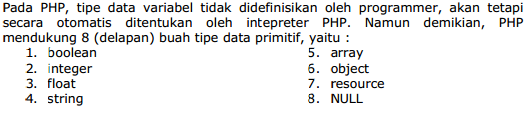 Pada PHP, tipe data variabel tidak didefinisikan oleh programmer, akan tetapi
secara otomatis ditentukan oleh intepreter PHP. Namun demikian, PHP
mendukung 8 (delapan) buah tipe data primitif, yaitu :
1. boolean
2. integer
3. float
4. string
5. array
6. object
7. resource
8. NULL